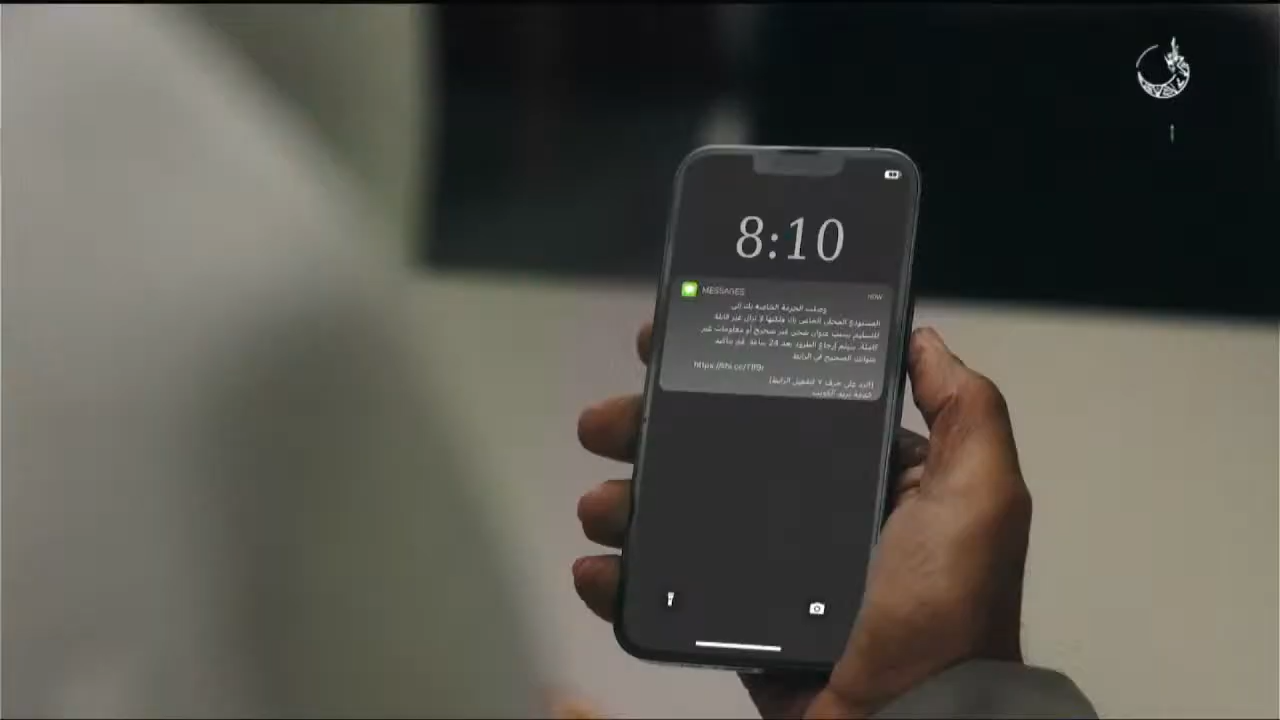 8:10
MESSAGES
now
وصلت الحزمة الخاصة بك إلى
المستودع المحلي الخاص بك ولكنها لا تزال غير قابلة
للتسليم بسبب عنوان شحن غير صحيح أو معلومات غير
كاملة. سيتم إرجاع الطرود بعد 24 ساعة. قم بتأكيد
عنوانك الصحيح في الرابط
(الرد على حرف Y لتفعيل الرابط)
خدمة بريد الكويت